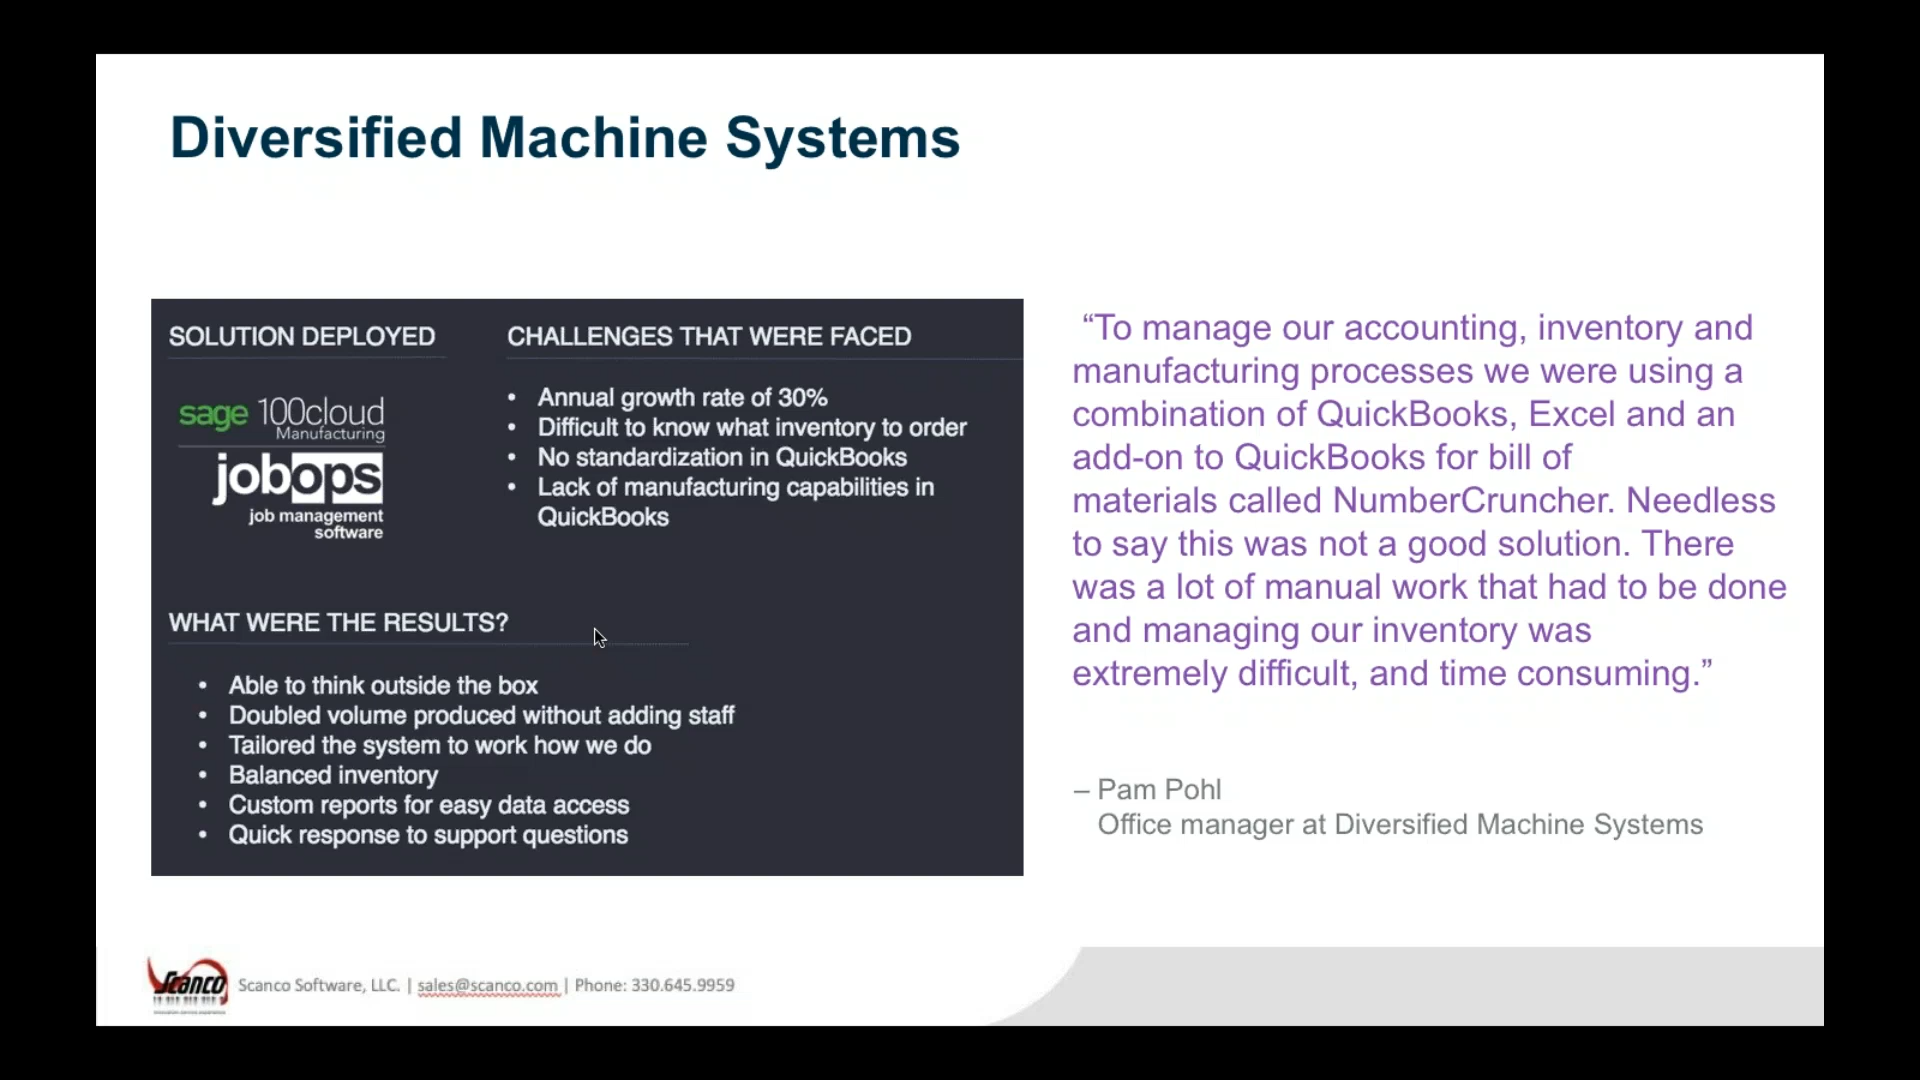 Diversified Machine Systems
SOLUTION DEPLOYED
sage 100cloud
Manufacturing
jobops
job management
software
CHALLENGES THAT WERE FACED
• Annual growth rate of 30%
• Difficult to know what inventory to order
• No standardization in QuickBooks
• Lack of manufacturing capabilities in
QuickBooks
WHAT WERE THE RESULTS?
• Able to think outside the box
• Doubled volume produced without adding staff
• Tailored the system to work how we do
• Balanced inventory
• Custom reports for easy data access
• Quick response to support questions
“To manage our accounting, inventory and
manufacturing processes we were using a
combination of QuickBooks, Excel and an
add-on to QuickBooks for bill of
materials called NumberCruncher. Needless
to say this was not a good solution. There
was a lot of manual work that had to be done
and managing our inventory was
extremely difficult, and time consuming.”
– Pam Pohl
Office manager at Diversified Machine Systems
Scanco
Scanco Software, LLC. | sales@scanco.com | Phone: 330.645.9959